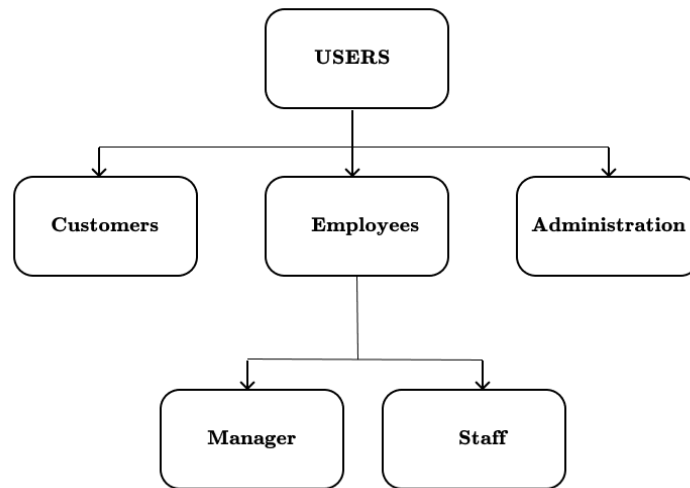 USERS
Customers
Employees
Administration
Manager
Staff